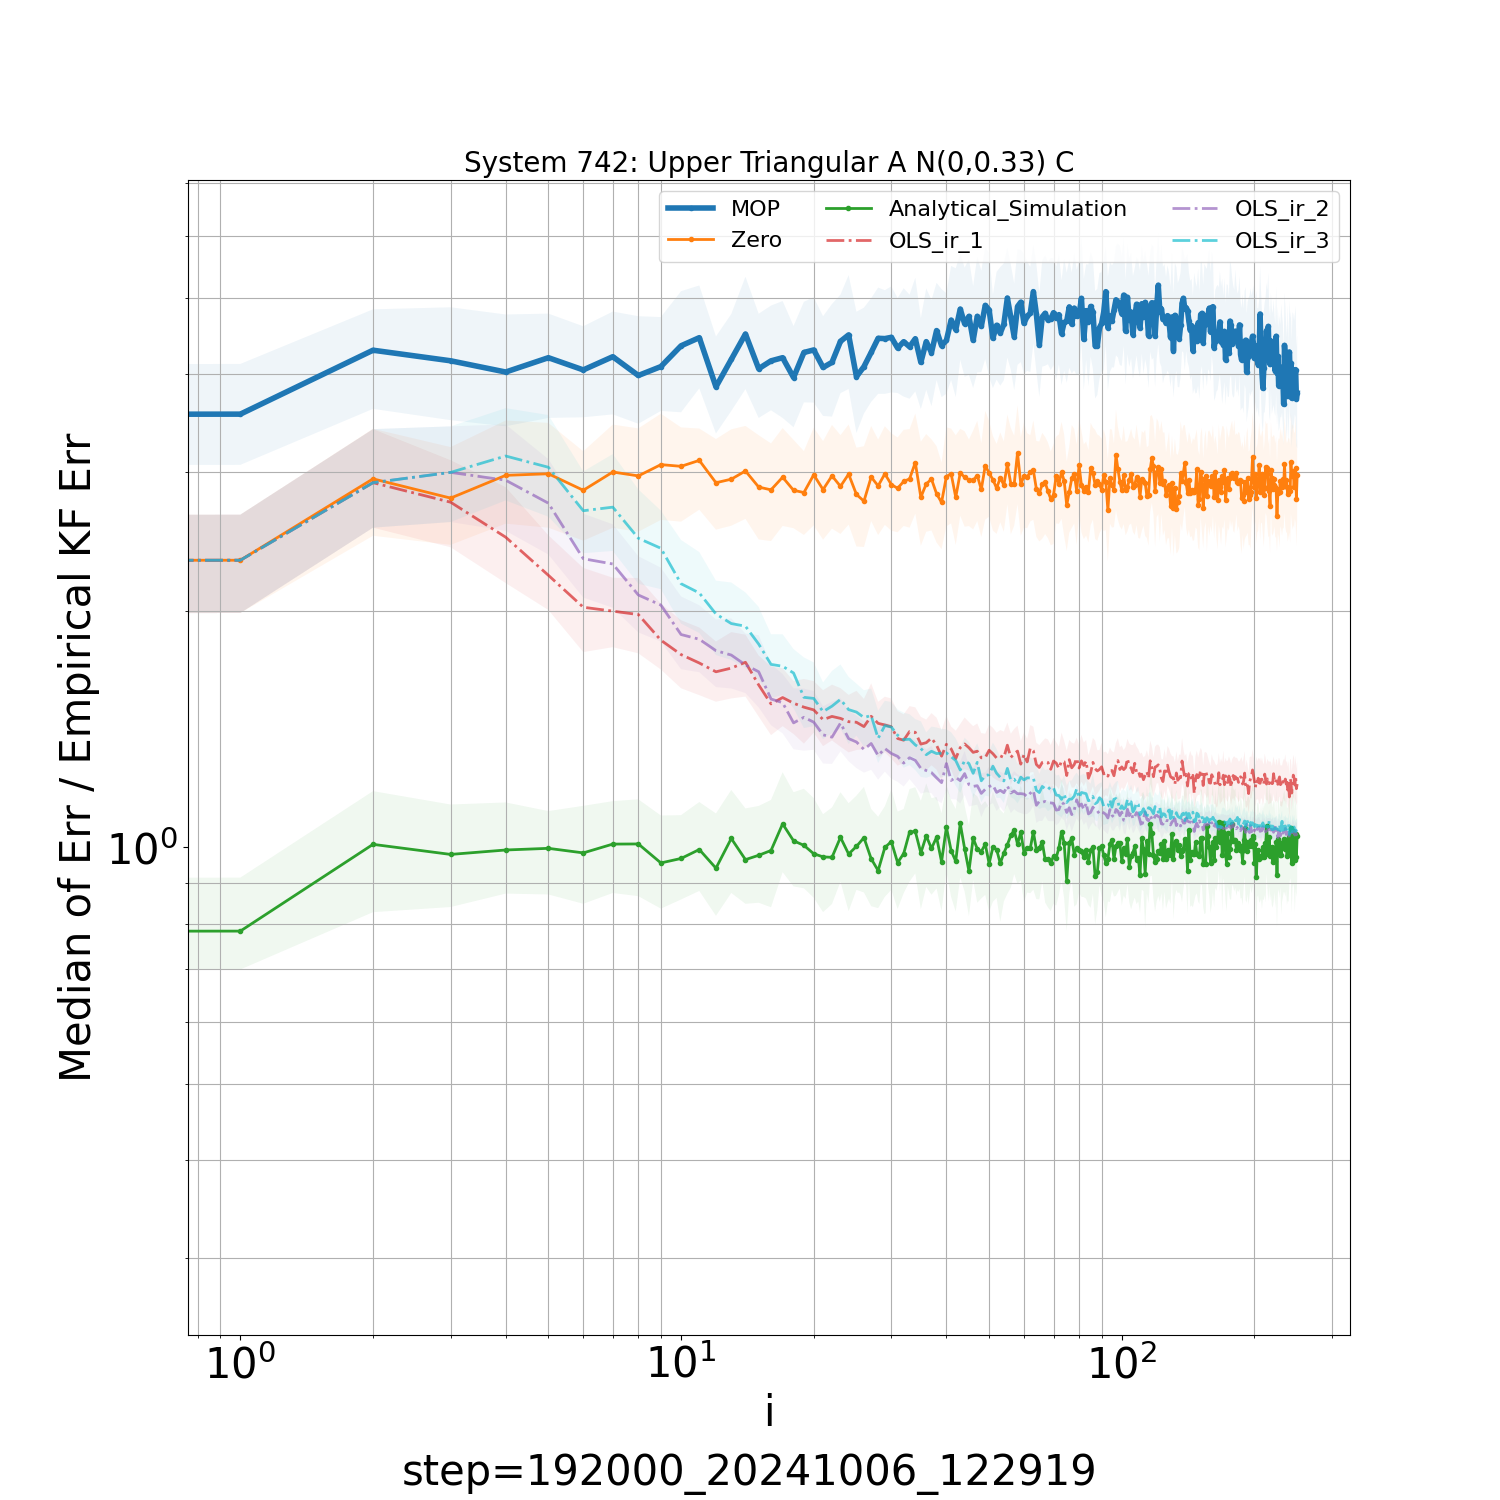 System 742: Upper Triangular A N(0,0.33) C
MOP
Zero
Analytical_Simulation
OLS_ir_1
OLS_ir_2
OLS_ir_3
Median of Err / Empirical KF Err
10⁰
10⁰ 10¹ 10²
i
step=192000_20241006_122919